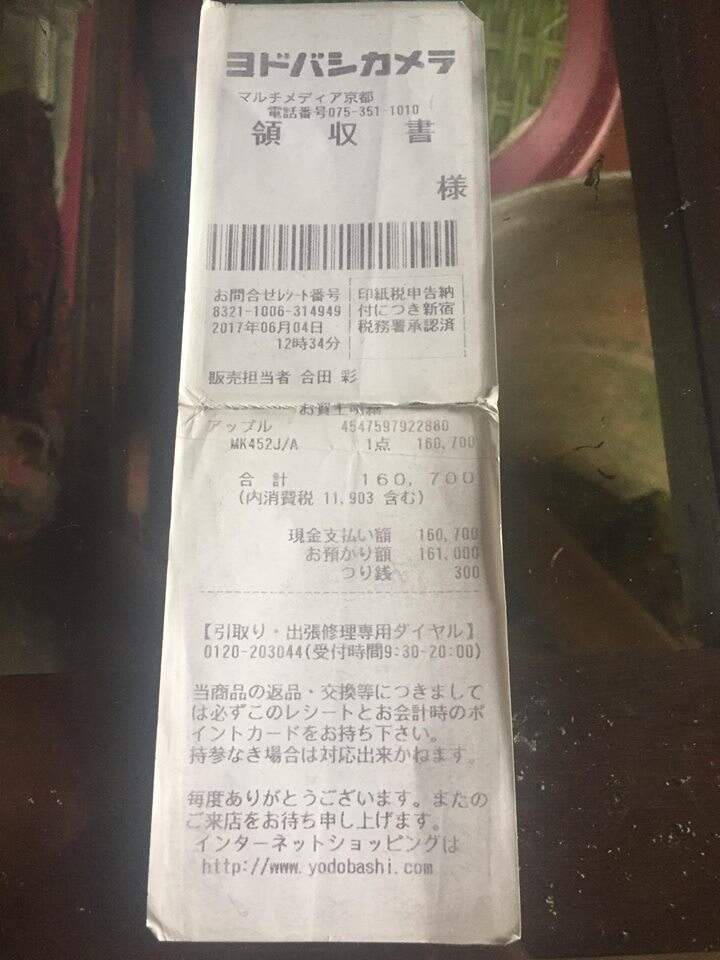 ヨドバシカメラ
マルチメディア京都
電話番号075-351-1010
領 収 書
様
お問合せレシート番号
8321-1006-314949
2017年06月04日
12時34分
印紙税申告納
付につき新宿
税務署承認済
販売担当者 合田 彩
お買上明細
アップル 4547597922880
MK452J/A 1点 160,700
合 計 160,700
(内消費税 11,903 含む)
現金支払い額 160,700
お預かり額 161,000
つり銭 300
【引取り・出張修理専用ダイヤル】
0120-203044(受付時間9:30-20:00)
当商品の返品・交換等につきまして
は必ずこのレシートとお会計時のポ
イントカードをお持ち下さい。
持参なき場合は対応出来かねます。
毎度ありがとうございます。またの
ご来店をお待ち申し上げます。
インターネットショッピングは
http://www.yodobashi.com